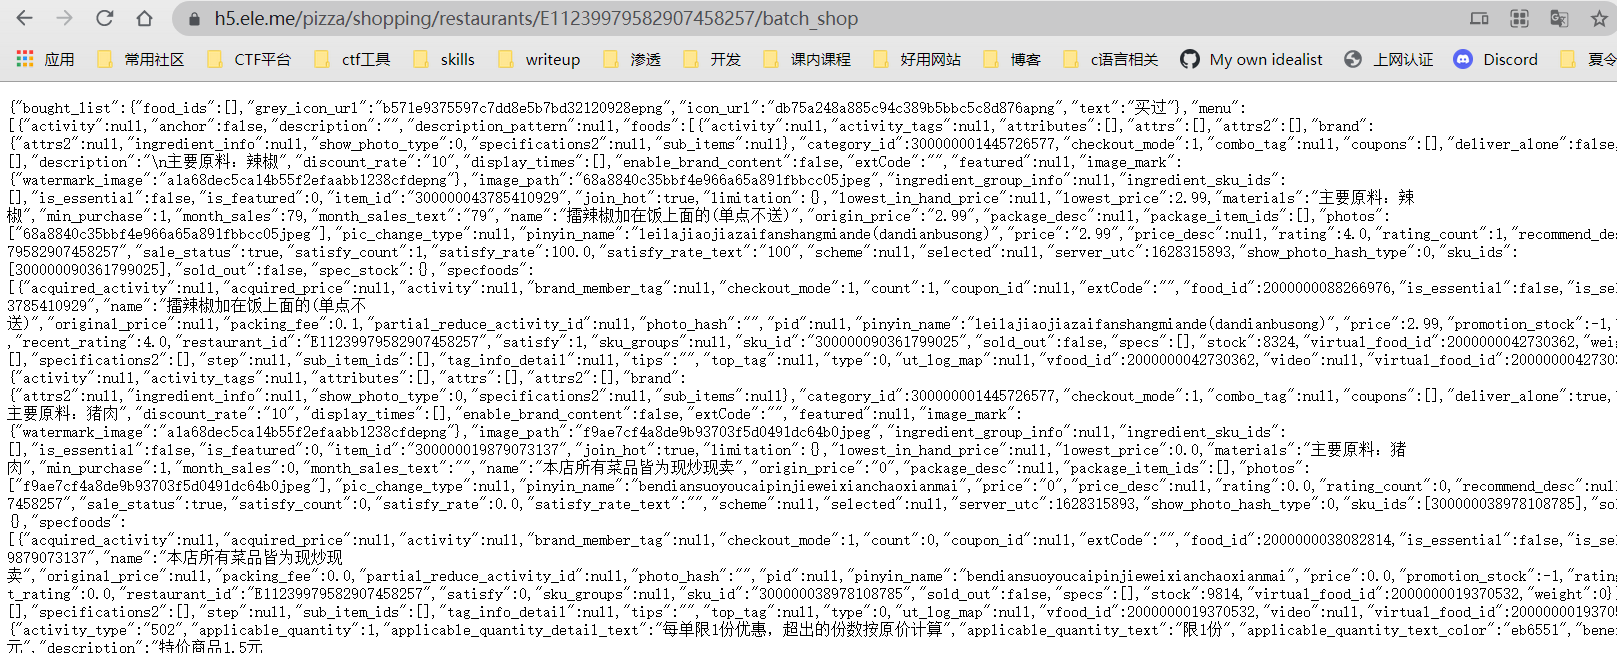 h5.ele.me/pizza/shopping/restaurants/E11239979582907458257/batch_shop
应用 常用社区 CTF平台 ctf工具 skills writeup 渗透 开发 课内课程 好用网站 博客 c语言相关 My own idealist 上网认证 Discord 夏令
{"bought_list":{"food_ids":[],"grey_icon_url":"b571e9375597c7dd8e5b7bd32120928epng","icon_url":"db75a248a885c94c389b5bbc5c8d876apng","text":"买过"},"menu":
[{"activity":null,"anchor":false,"description":"","description_pattern":null,"foods":[{"activity":null,"activity_tags":null,"attributes":[],"attrs":[],"attrs2":[],"brand":
{"attrs2":null,"ingredient_info":null,"show_photo_type":0,"specifications2":null,"sub_items":null},"category_id":300000001445726577,"checkout_mode":1,"combo_tag":null,"coupons":[],"deliver_alone":false,
[],"description":"\n主要原料：辣椒","discount_rate":"10","display_times":[],"enable_brand_content":false,"extCode":"","featured":null,"image_mark":
{"watermark_image":"a1a68dec5ca14b55f2efaabb1238cfdepng"},"image_path":"68a8840c35bbf4e966a65a891fbbcc05jpeg","ingredient_group_info":null,"ingredient_sku_ids":
[],"is_essential":false,"is_featured":0,"item_id":"300000043785410929","join_hot":true,"limitation":{},"lowest_in_hand_price":null,"lowest_price":2.99,"materials":"主要原料：辣
椒","min_purchase":1,"month_sales":79,"month_sales_text":"79","name":"擂辣椒加在饭上面的(单点不送)","origin_price":"2.99","package_desc":null,"package_item_ids":[],"photos":
["68a8840c35bbf4e966a65a891fbbcc05jpeg"],"pic_change_type":null,"pinyin_name":"leilajiaojiazaifanshangmiande(dandianbusong)","price":"2.99","price_desc":null,"rating":4.0,"rating_count":1,"recommend_des
79582907458257","sale_status":true,"satisfy_count":1,"satisfy_rate":100.0,"satisfy_rate_text":"100","scheme":null,"selected":null,"server_utc":1628315893,"show_photo_hash_type":0,"sku_ids":
[300000090361799025],"sold_out":false,"spec_stock":{},"specfoods":
[{"acquired_activity":null,"acquired_price":null,"activity":null,"brand_member_tag":null,"checkout_mode":1,"count":1,"coupon_id":null,"extCode":"","food_id":2000000088266976,"is_essential":false,"is_se
3785410929","name":"擂辣椒加在饭上面的(单点不
送)","original_price":null,"packing_fee":0.1,"partial_reduce_activity_id":null,"photo_hash":"","pid":null,"pinyin_name":"leilajiaojiazaifanshangmiande(dandianbusong)","price":2.99,"promotion_stock":-1,"
,"recent_rating":4.0,"restaurant_id":"E11239979582907458257","satisfy":1,"sku_groups":null,"sku_id":"300000090361799025","sold_out":false,"specs":[],"stock":8324,"virtual_food_id":2000000042730362,"weig
[],"specifications2":[],"step":null,"sub_item_ids":[],"tag_info_detail":null,"tips":"","top_tag":null,"type":0,"ut_log_map":null,"vfood_id":2000000042730362,"video":null,"virtual_food_id":200000004273
{"activity":null,"activity_tags":null,"attributes":[],"attrs":[],"attrs2":[],"brand":
{"attrs2":null,"ingredient_info":null,"show_photo_type":0,"specifications2":null,"sub_items":null},"category_id":300000001445726577,"checkout_mode":1,"combo_tag":null,"coupons":[],"deliver_alone":true,"
主要原料：猪肉","discount_rate":"10","display_times":[],"enable_brand_content":false,"extCode":"","featured":null,"image_mark":
{"watermark_image":"a1a68dec5ca14b55f2efaabb1238cfdepng"},"image_path":"f9ae7cf4a8de9b93703f5d0491dc64b0jpeg","ingredient_group_info":null,"ingredient_sku_ids":
[],"is_essential":false,"is_featured":0,"item_id":"300000019879073137","join_hot":true,"limitation":{},"lowest_in_hand_price":null,"lowest_price":0.0,"materials":"主要原料：猪
肉","min_purchase":1,"month_sales":0,"month_sales_text":"","name":"本店所有菜品皆为现炒现卖","origin_price":"0","package_desc":null,"package_item_ids":[],"photos":
["f9ae7cf4a8de9b93703f5d0491dc64b0jpeg"],"pic_change_type":null,"pinyin_name":"bendiansuoyoucaipinjieweixianchaoxianmai","price":"0","price_desc":null,"rating":0.0,"rating_count":0,"recommend_desc":null
7458257","sale_status":true,"satisfy_count":0,"satisfy_rate":0.0,"satisfy_rate_text":"","scheme":null,"selected":null,"server_utc":1628315893,"show_photo_hash_type":0,"sku_ids":[300000038978108785],"sol
{},"specfoods":
[{"acquired_activity":null,"acquired_price":null,"activity":null,"brand_member_tag":null,"checkout_mode":1,"count":0,"coupon_id":null,"extCode":"","food_id":2000000038082814,"is_essential":false,"is_se
9879073137","name":"本店所有菜品皆为现炒现
卖","original_price":null,"packing_fee":0.0,"partial_reduce_activity_id":null,"photo_hash":"","pid":null,"pinyin_name":"bendiansuoyoucaipinjieweixianchaoxianmai","price":0.0,"promotion_stock":-1,"rating
t_rating":0.0,"restaurant_id":"E11239979582907458257","satisfy":0,"sku_groups":null,"sku_id":"300000038978108785","sold_out":false,"specs":[],"stock":9814,"virtual_food_id":2000000019370532,"weight":0}
[],"specifications2":[],"step":null,"sub_item_ids":[],"tag_info_detail":null,"tips":"","top_tag":null,"type":0,"ut_log_map":null,"vfood_id":2000000019370532,"video":null,"virtual_food_id":20000000193705
{"activity_type":"502","applicable_quantity":1,"applicable_quantity_detail_text":"每单限1份优惠，超出的份数按原价计算","applicable_quantity_text":"限1份","applicable_quantity_text_color":"eb6551","bene
元","description":"特价商品1.5元